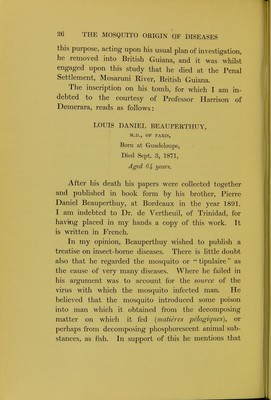 26 THE MOSQUITO ORIGIN OF DISEASES
this purpose, acting upon his usual plan of investigation,
he removed into British Guiana, and it was whilst
engaged upon this study that he died at the Penal
Settlement, Mosaruni River, British Guiana.
The inscription on his tomb, for which I am in-
debted to the courtesy of Professor Harrison of
Demerara, reads as follows:
LOUIS DANIEL BEAUPERTHUY,
M.D., OF PARIS,
Born at Guadeloupe,
Died Sept. 3, 1871,
Aged 64 years.
After his death his papers were collected together
and published in book form by his brother, Pierre
Daniel Beauperthuy, at Bordeaux in the year 1891.
I am indebted to Dr. de Verteuil, of Trinidad, for
having placed in my hands a copy of this work. It
is written in French.
In my opinion, Beauperthuy wished to publish a
treatise on insect-borne diseases. There is little doubt
also that he regarded the mosquito or "tipulaire" as
the cause of very many diseases. Where he failed in
his argument was to account for the source of the
virus with which the mosquito infected man. He
believed that the mosquito introduced some poison
into man which it obtained from the decomposing
matter on which it fed (matières pélagiques), or
perhaps from decomposing phosphorescent animal sub-
stances, as fish. In support of this he mentions that